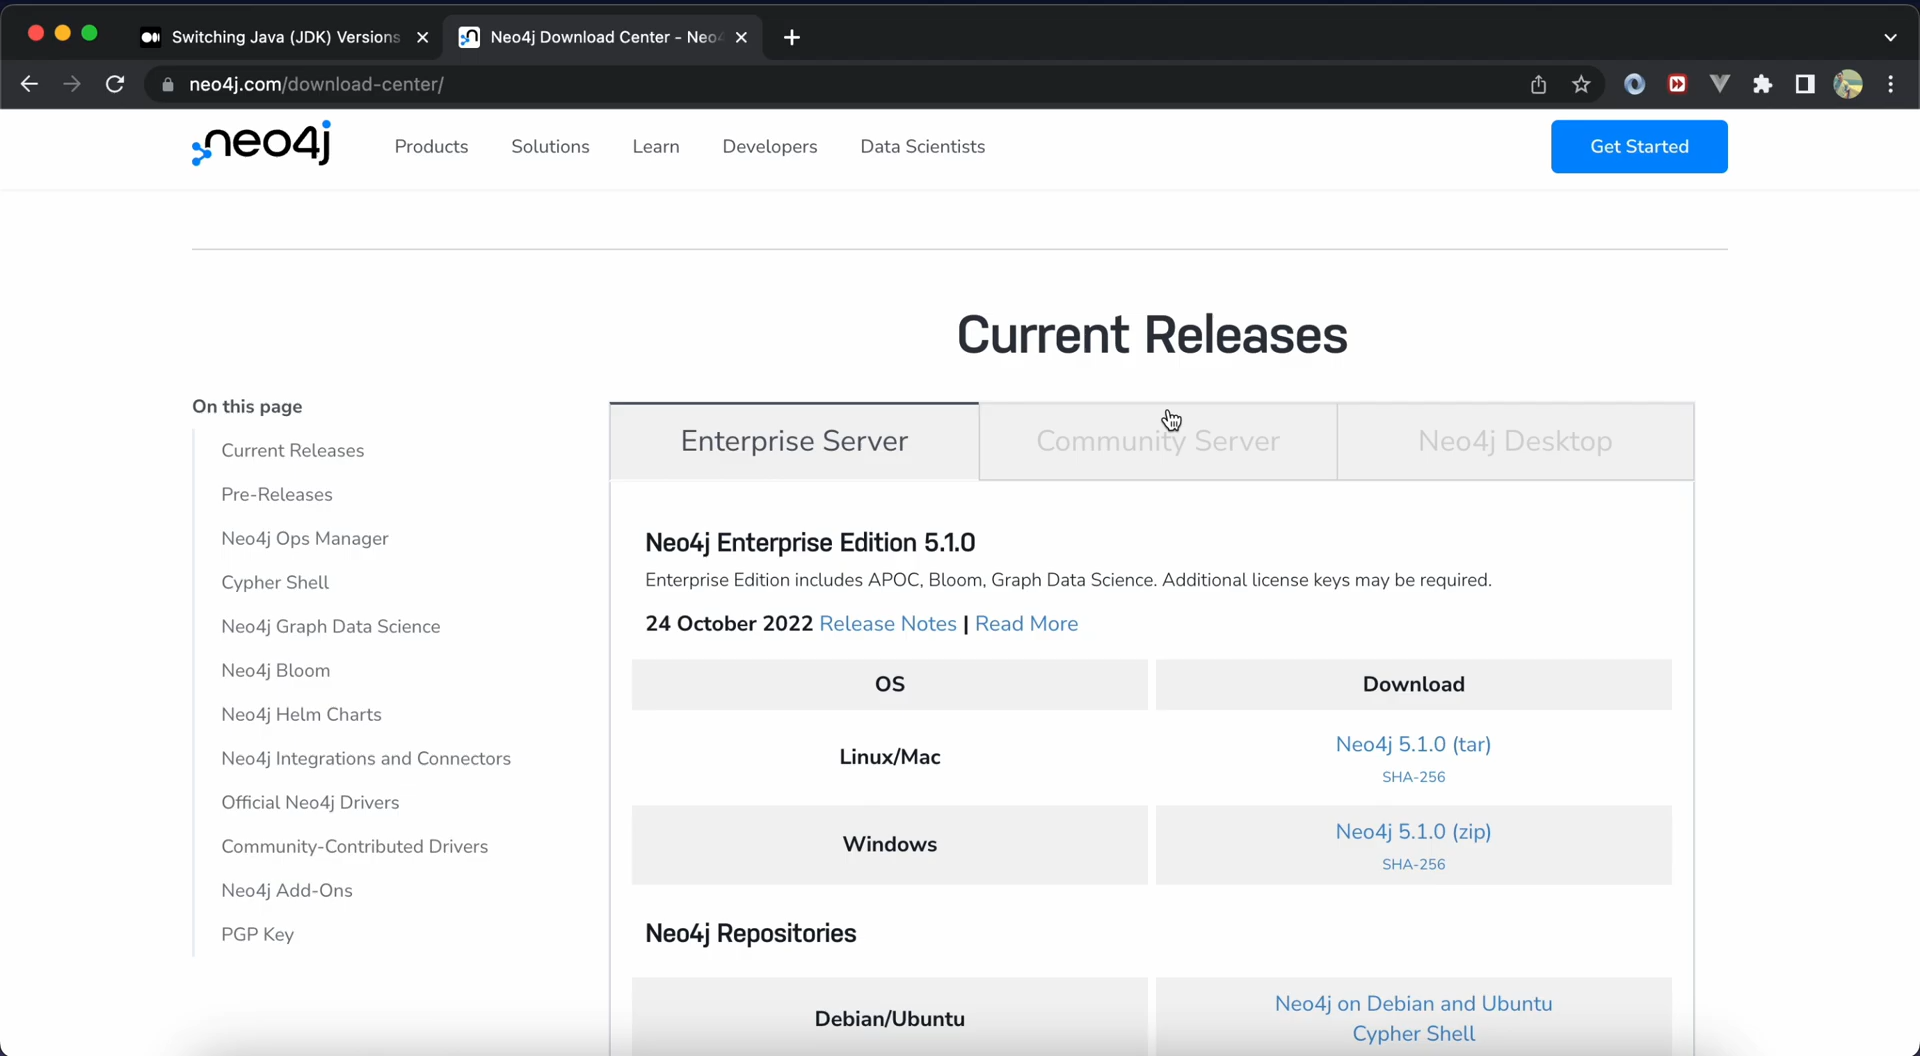 Switching Java (JDK) Versions
Neo4j Download Center - Neo4
neo4j.com/download-center/
neo4j
Products
Solutions
Learn
Developers
Data Scientists
Get Started
Current Releases
On this page
Current Releases
Pre-Releases
Neo4j Ops Manager
Cypher Shell
Neo4j Graph Data Science
Neo4j Bloom
Neo4j Helm Charts
Neo4j Integrations and Connectors
Official Neo4j Drivers
Community-Contributed Drivers
Neo4j Add-Ons
PGP Key
Enterprise Server
Community Server
Neo4j Desktop
Neo4j Enterprise Edition 5.1.0
Enterprise Edition includes APOC, Bloom, Graph Data Science. Additional license keys may be required.
24 October 2022 Release Notes | Read More
OS
Download
Linux/Mac
Neo4j 5.1.0 (tar)
SHA-256
Windows
Neo4j 5.1.0 (zip)
SHA-256
Neo4j Repositories
Debian/Ubuntu
Neo4j on Debian and Ubuntu
Cypher Shell